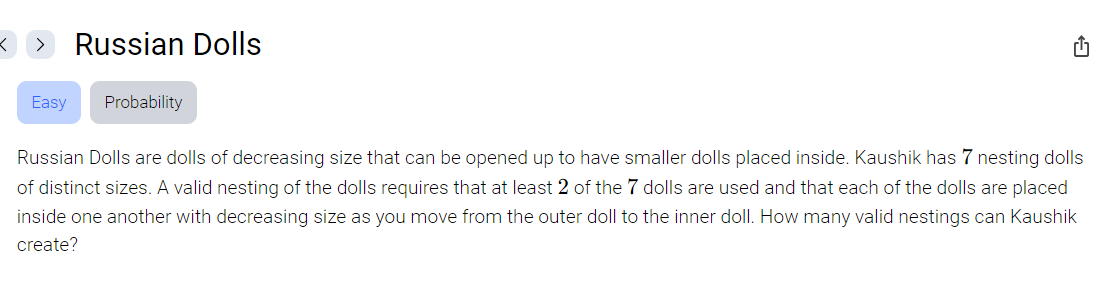 Russian Dolls
Easy
Probability
Russian Dolls are dolls of decreasing size that can be opened up to have smaller dolls placed inside. Kaushik has 7 nesting dolls
of distinct sizes. A valid nesting of the dolls requires that at least 2 of the 7 dolls are used and that each of the dolls are placed
inside one another with decreasing size as you move from the outer doll to the inner doll. How many valid nestings can Kaushik
create?